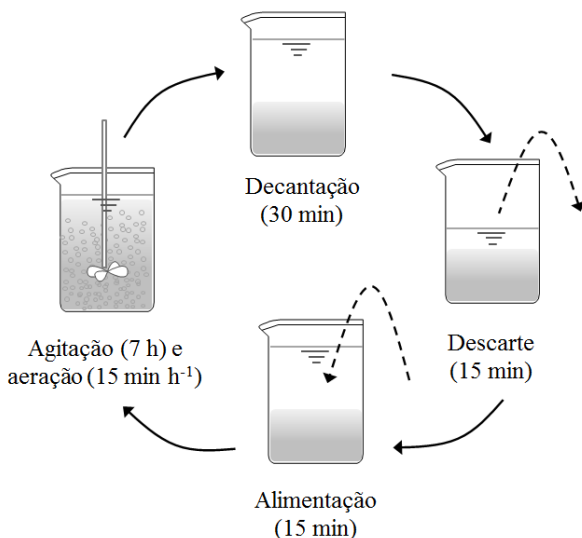 Decantação
(30 min)
Descarte
(15 min)
Agitação (7 h) e
aeração (15 min h⁻¹)
Alimentação
(15 min)